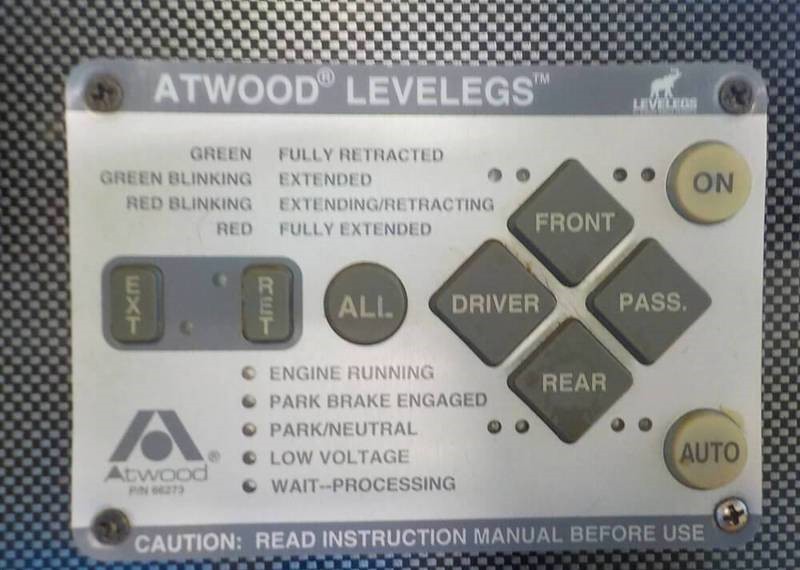 ATWOOD® LEVELEGS™
LEVELEGS
GREEN FULLY RETRACTED
GREEN BLINKING EXTENDED
RED BLINKING EXTENDING/RETRACTING
RED FULLY EXTENDED
ON
FRONT
EXT
RET
ALL
DRIVER
PASS.
REAR
ENGINE RUNNING
PARK BRAKE ENGAGED
PARK/NEUTRAL
LOW VOLTAGE
WAIT--PROCESSING
AUTO
Atwood®
P/N 66273
CAUTION: READ INSTRUCTION MANUAL BEFORE USE